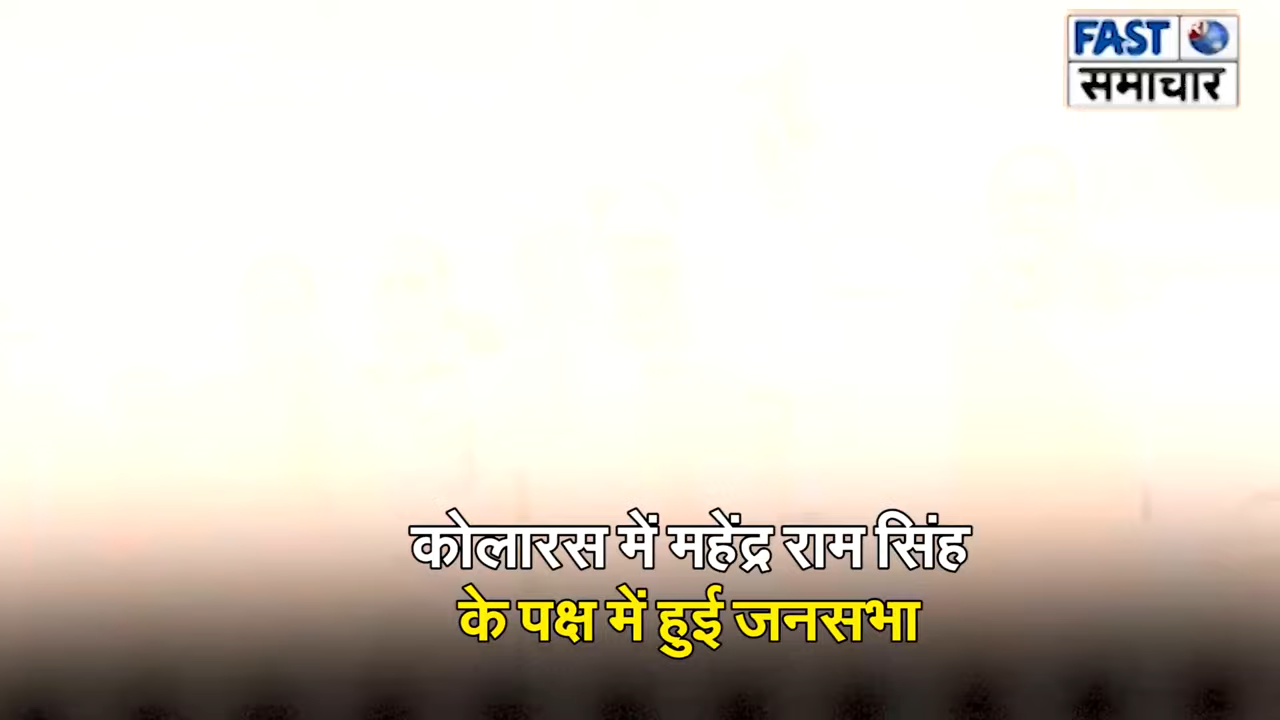 FAST
समाचार
कोलारस में महेंद्र राम सिंह
के पक्ष में हुई जनसभा